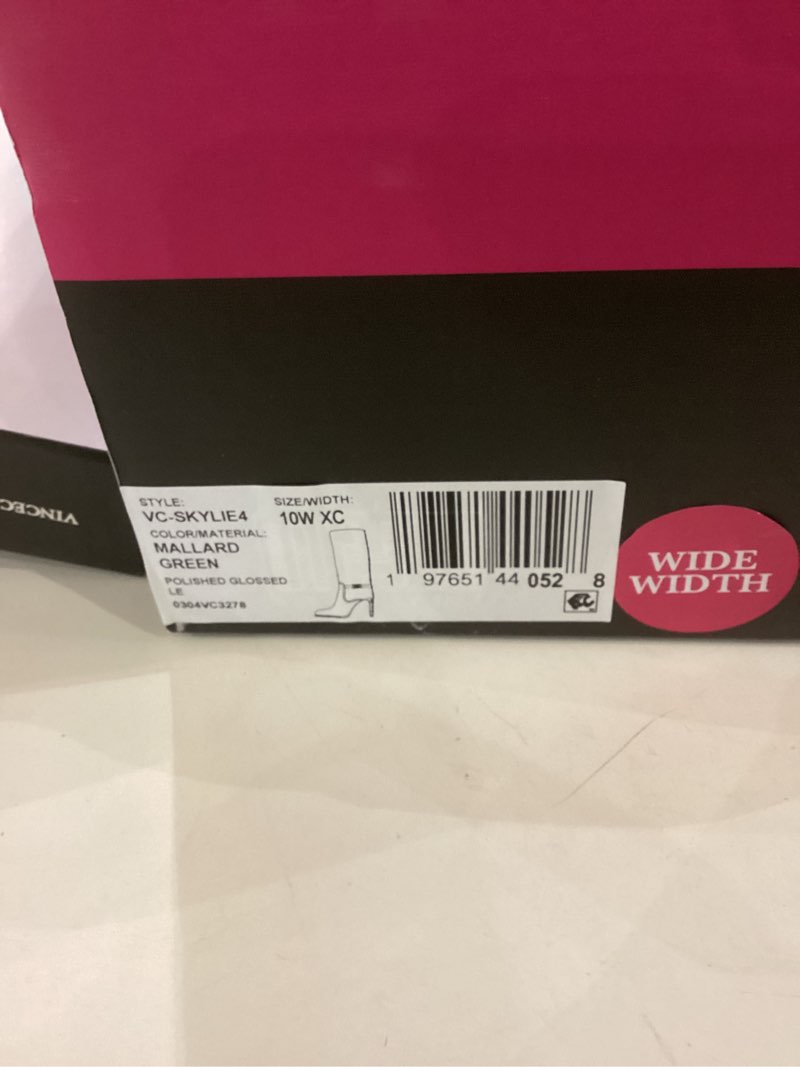 VINCEC
STYLE:
VC-SKYLIE4
SIZE/WIDTH:
10W XC
COLOR/MATERIAL:
MALLARD
GREEN
POLISHED GLOSSED
LE
0304VC3278
1 97651 44 052 8
WIDE
WIDTH